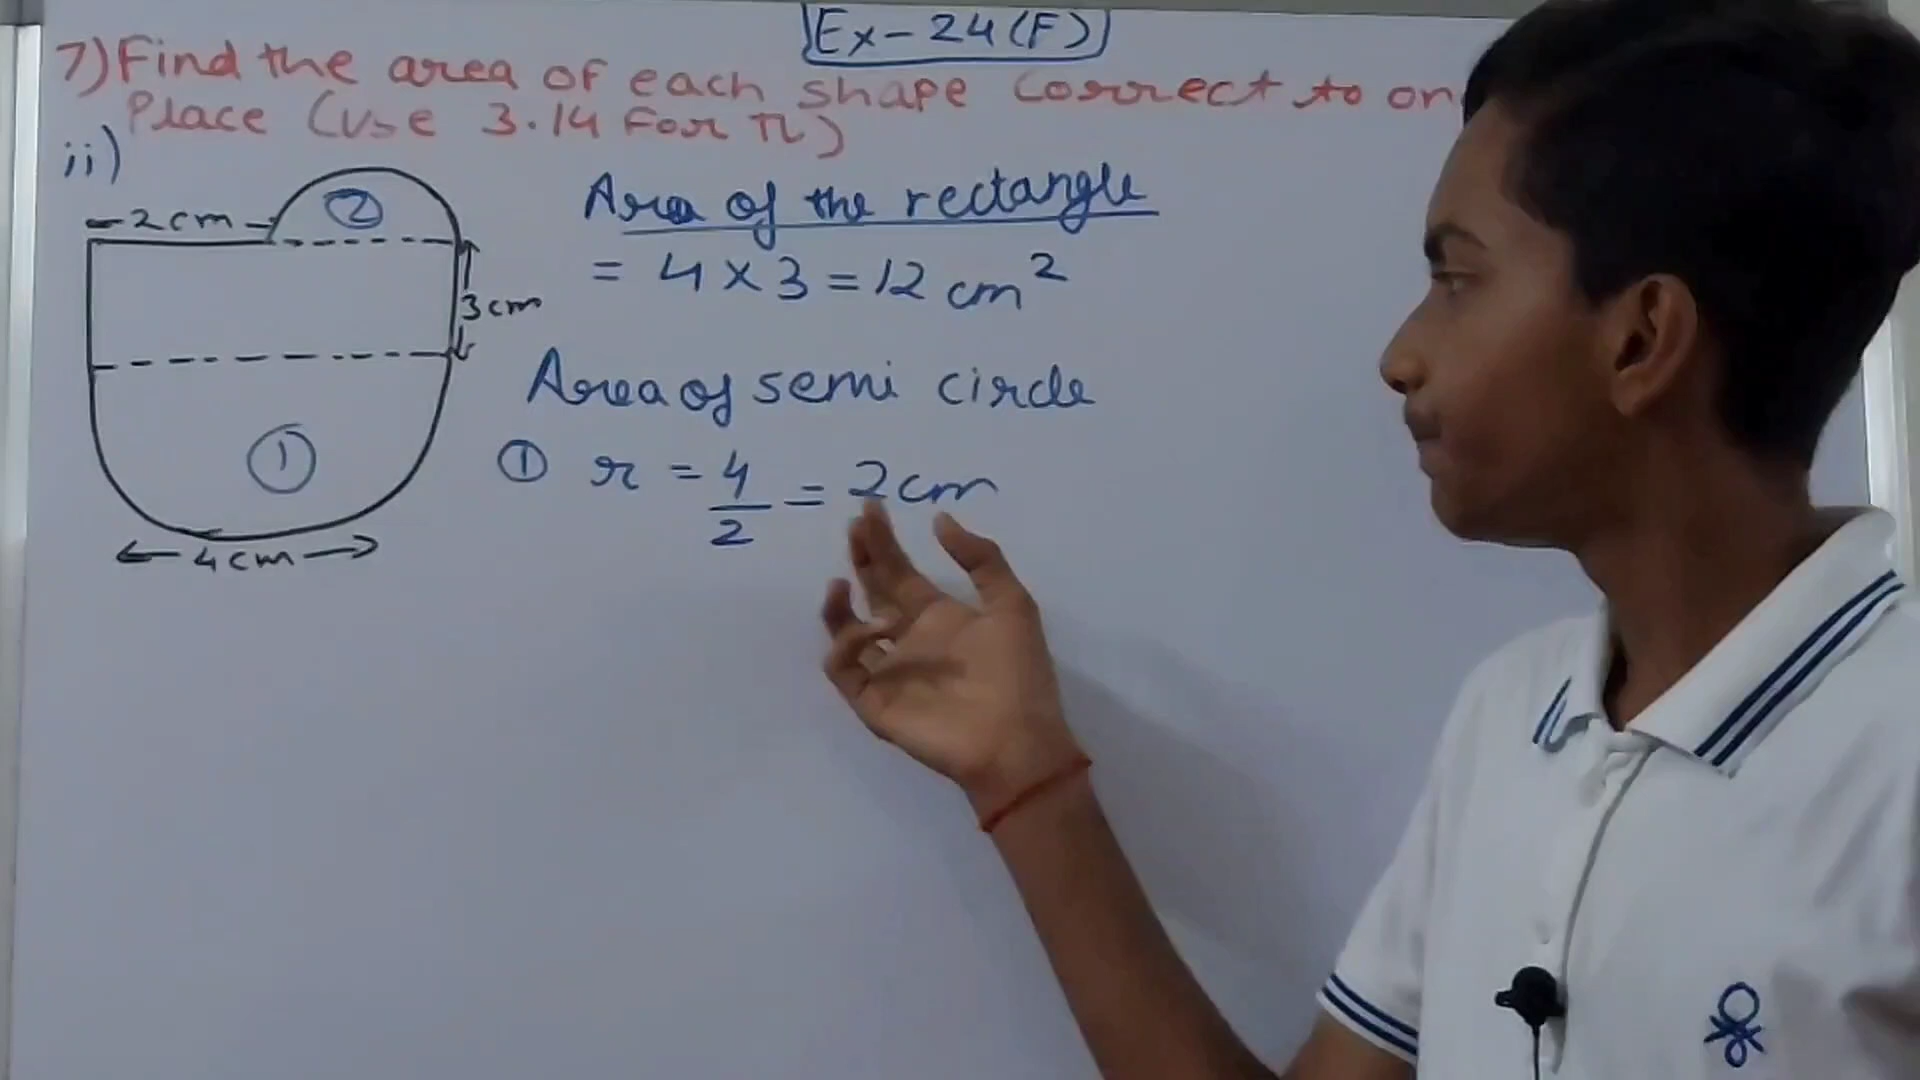 Ex-24(F)
7) Find the area of each shape correct to
Place (Use 3.14 For π)
ii)
2cm
②
3cm
①
4cm
Area of the rectangle
= 4 × 3 = 12 cm²
Area of semi circle
① r = 4/2 = 2cm